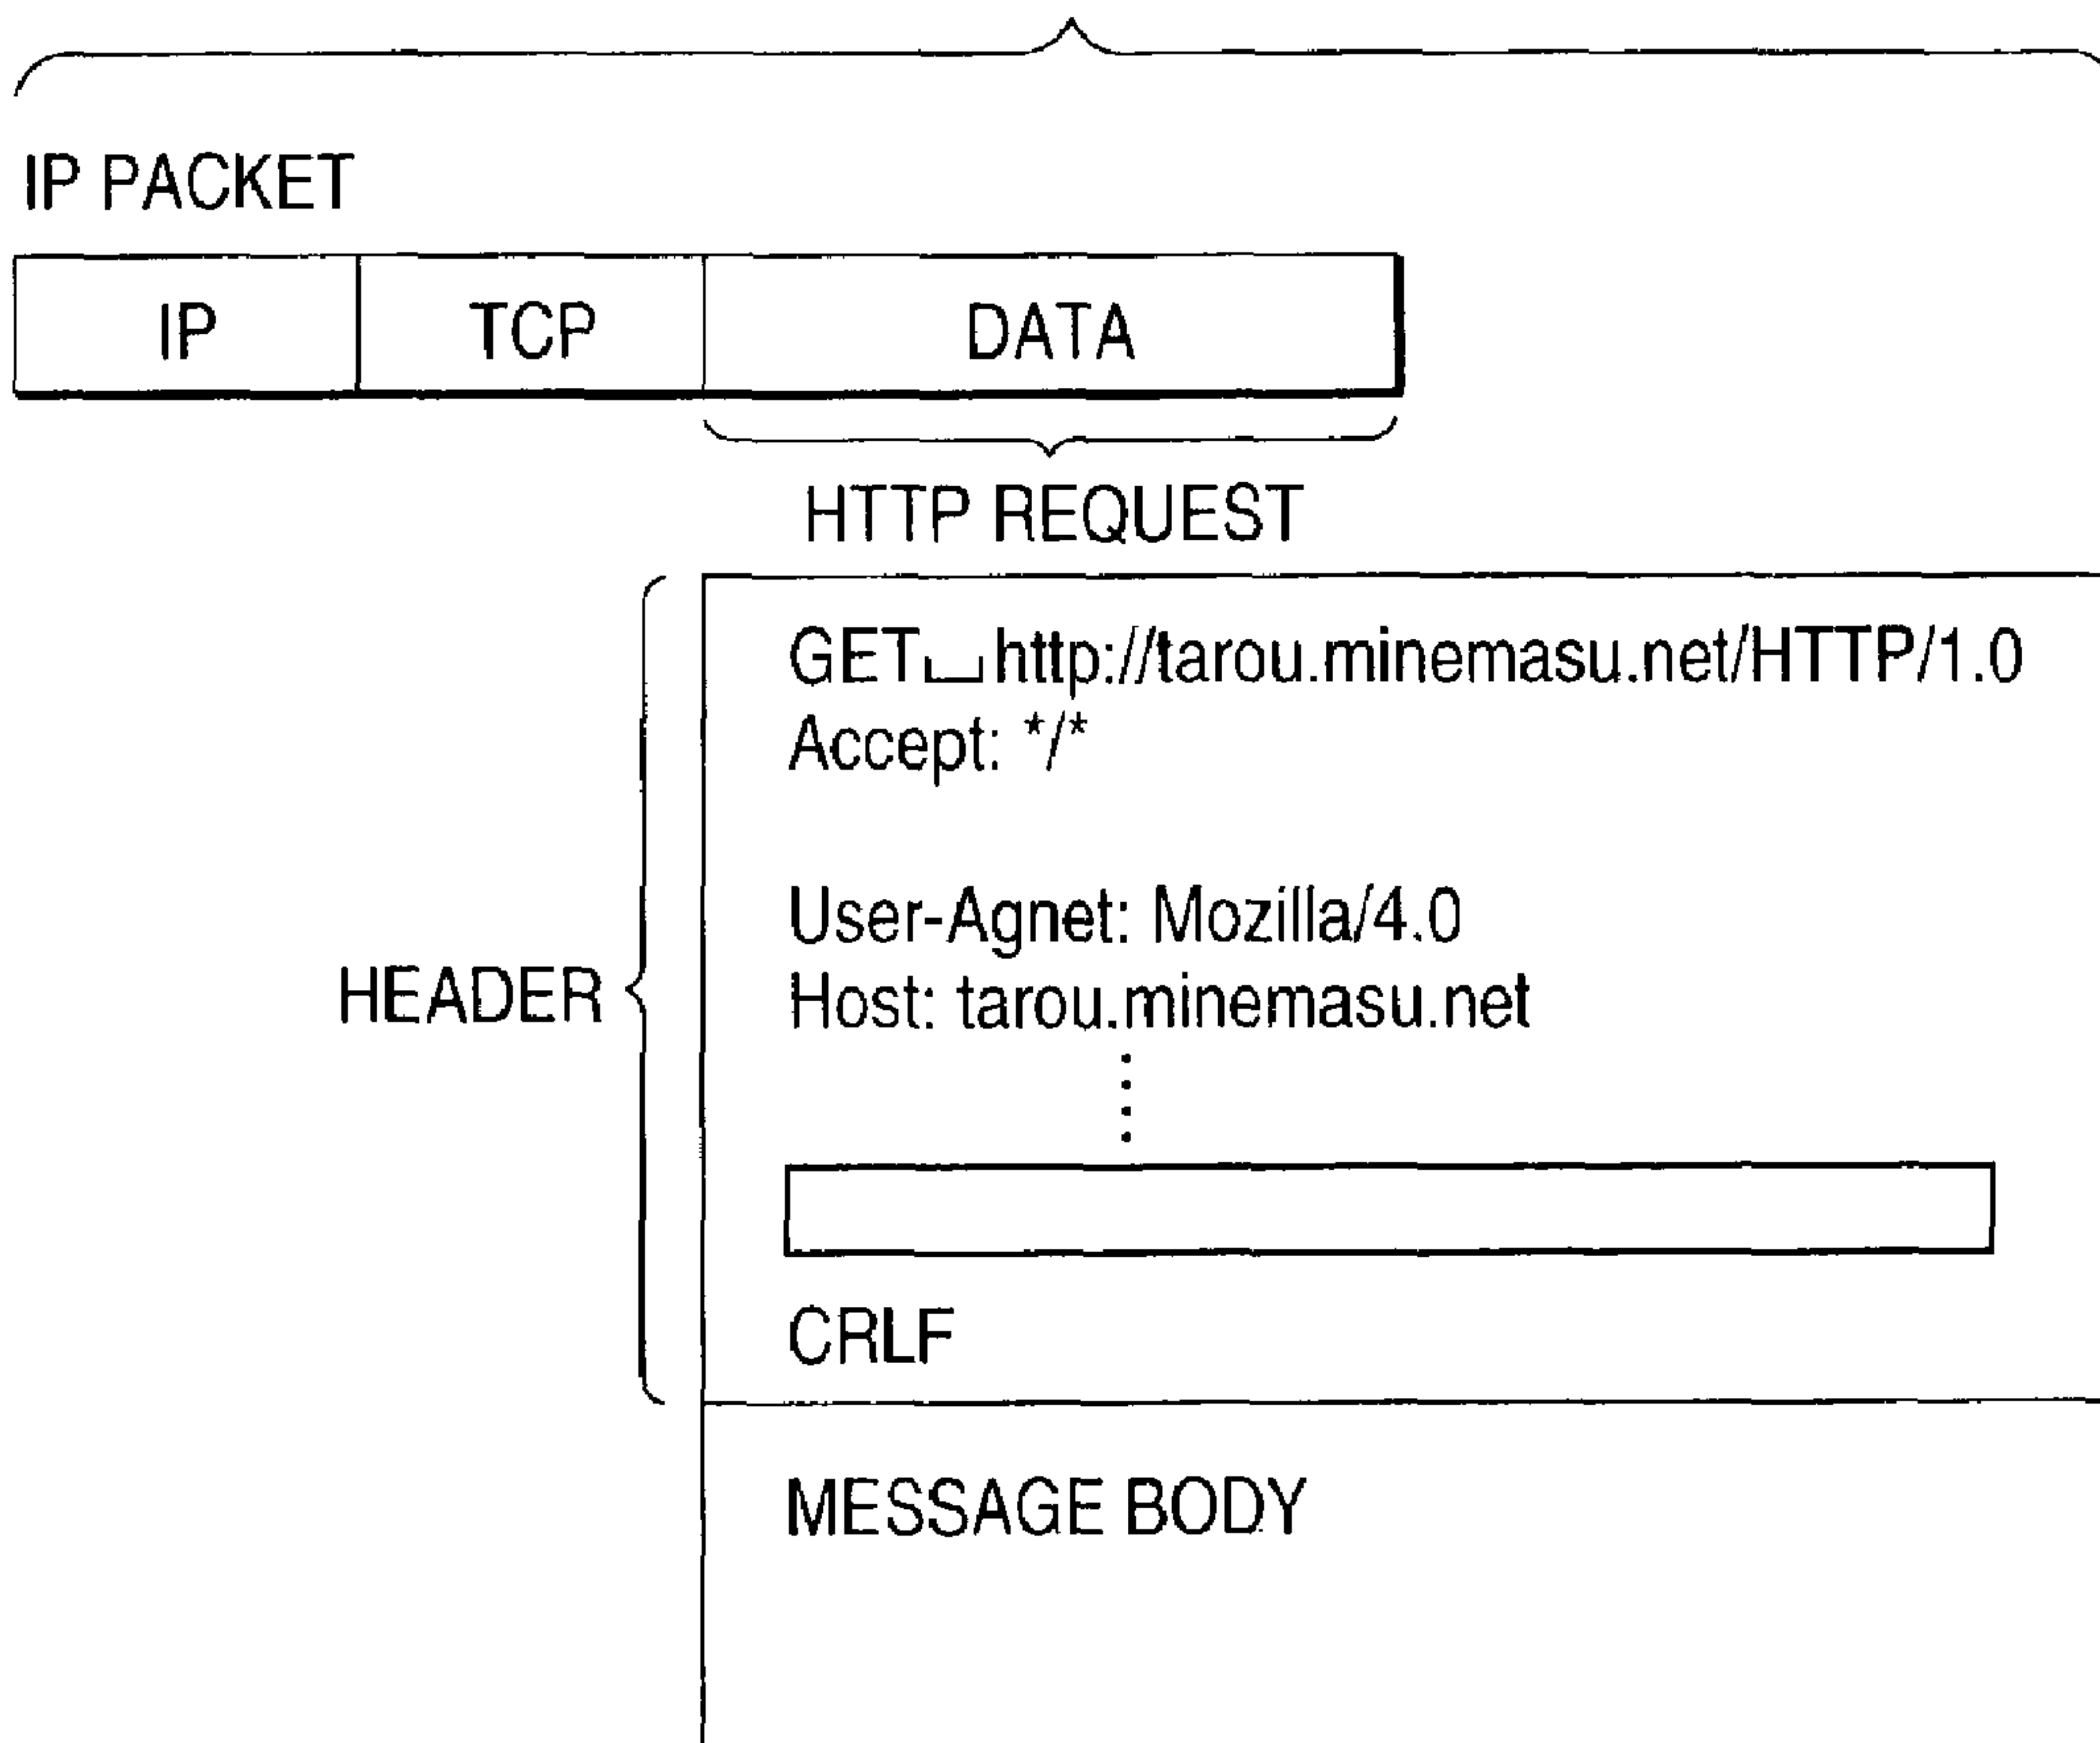 IP PACKET
IP TCP DATA
HTTP REQUEST
GET␣http://tarou.minemasu.net/HTTP/1.0
Accept: */*
User-Agnet: Mozilla/4.0
HEADER
Host: tarou.minemasu.net
CRLF
MESSAGE BODY